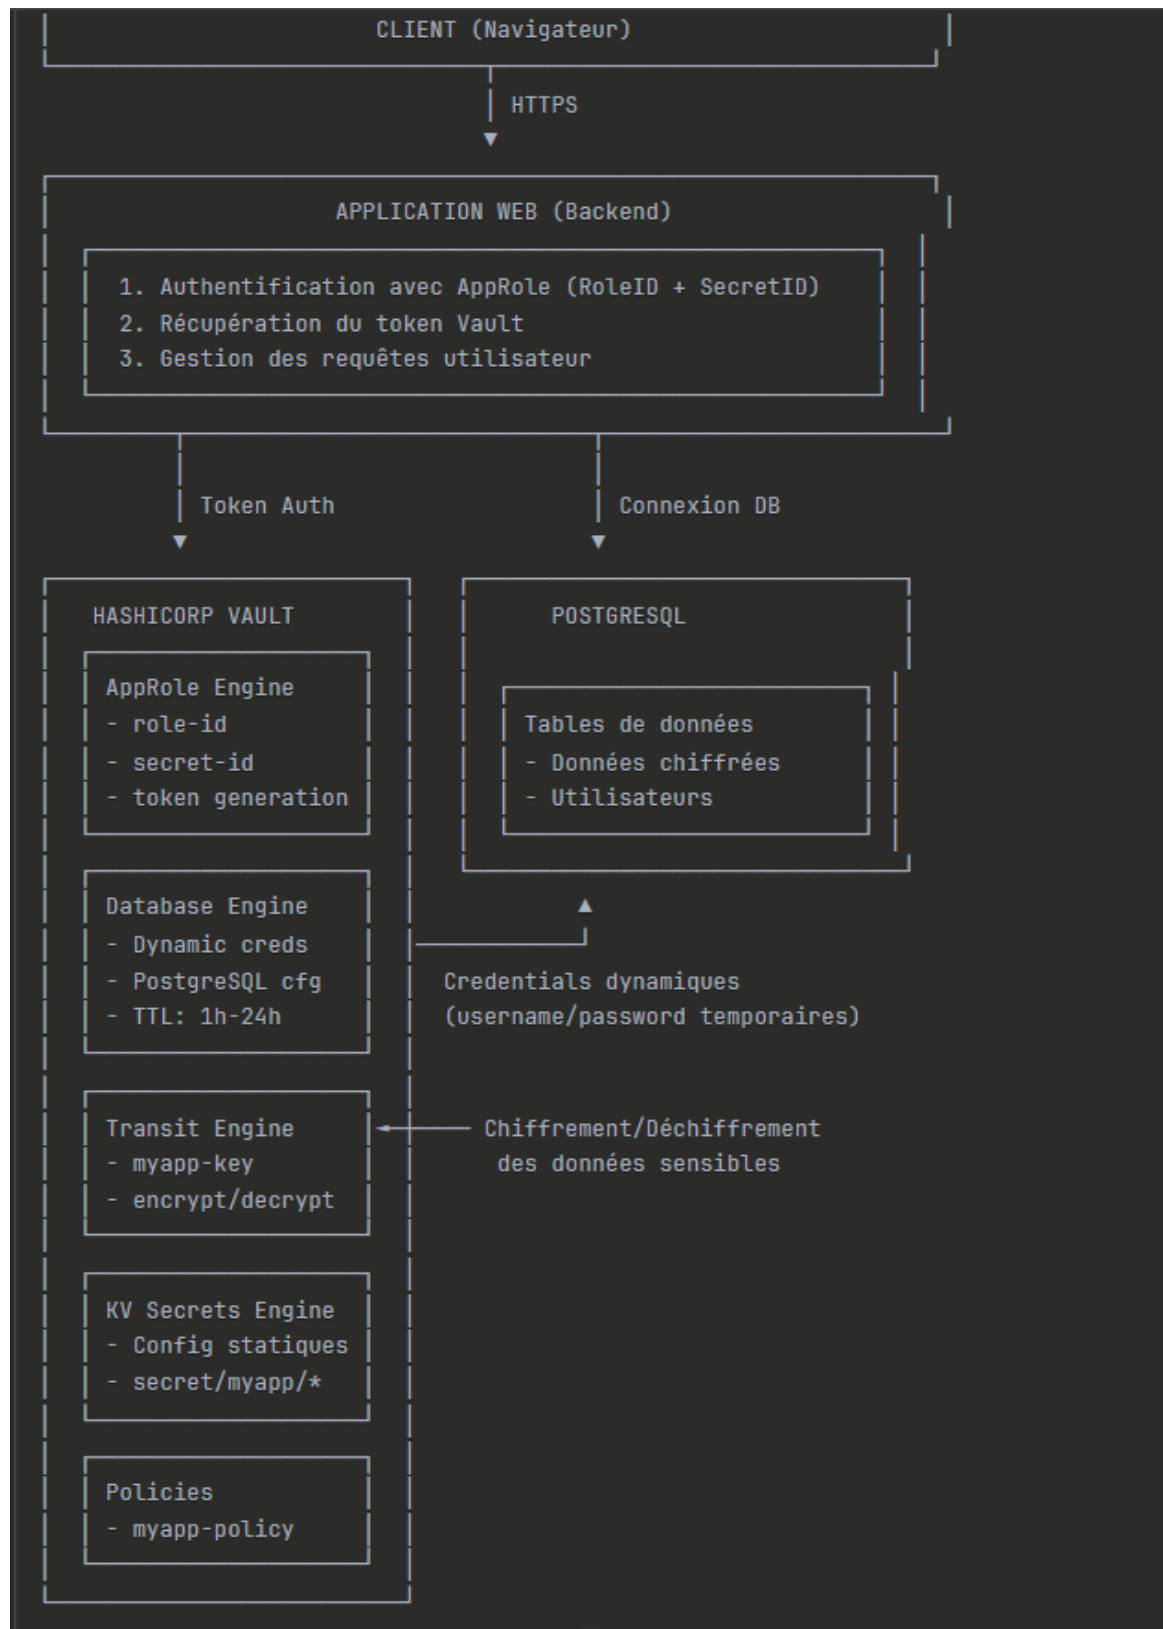 CLIENT (Navigateur)
HTTPS
APPLICATION WEB (Backend)
1. Authentification avec AppRole (RoleID + SecretID)
2. Récupération du token Vault
3. Gestion des requêtes utilisateur
Token Auth
Connexion DB
HASHICORP VAULT
AppRole Engine
- role-id
- secret-id
- token generation
POSTGRESQL
Tables de données
- Données chiffrées
- Utilisateurs
Database Engine
- Dynamic creds
- PostgreSQL cfg
- TTL: 1h-24h
Credentials dynamiques
(username/password temporaires)
Transit Engine
- myapp-key
- encrypt/decrypt
Chiffrement/Déchiffrement
des données sensibles
KV Secrets Engine
- Config statiques
- secret/myapp/*
Policies
- myapp-policy